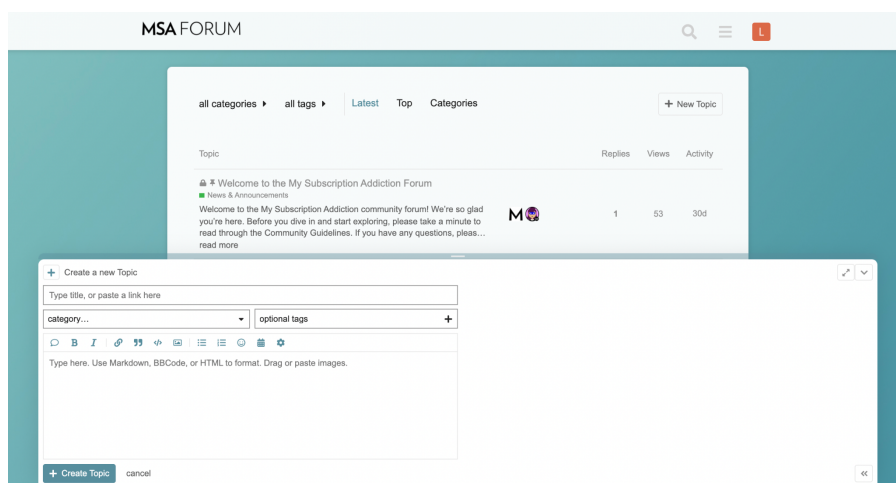 MSA FORUM
L
all categories all tags Latest Top Categories + New Topic
Topic Replies Views Activity
Welcome to the My Subscription Addiction Forum
News & Announcements
Welcome to the My Subscription Addiction community forum! We're so glad
you're here. Before you dive in and start exploring, please take a minute to
read through the Community Guidelines. If you have any questions, pleas...
read more
M 1 53 30d
+ Create a new Topic
Type title, or paste a link here
category... optional tags +
B I </>
Type here. Use Markdown, BBCode, or HTML to format. Drag or paste images.
+ Create Topic cancel